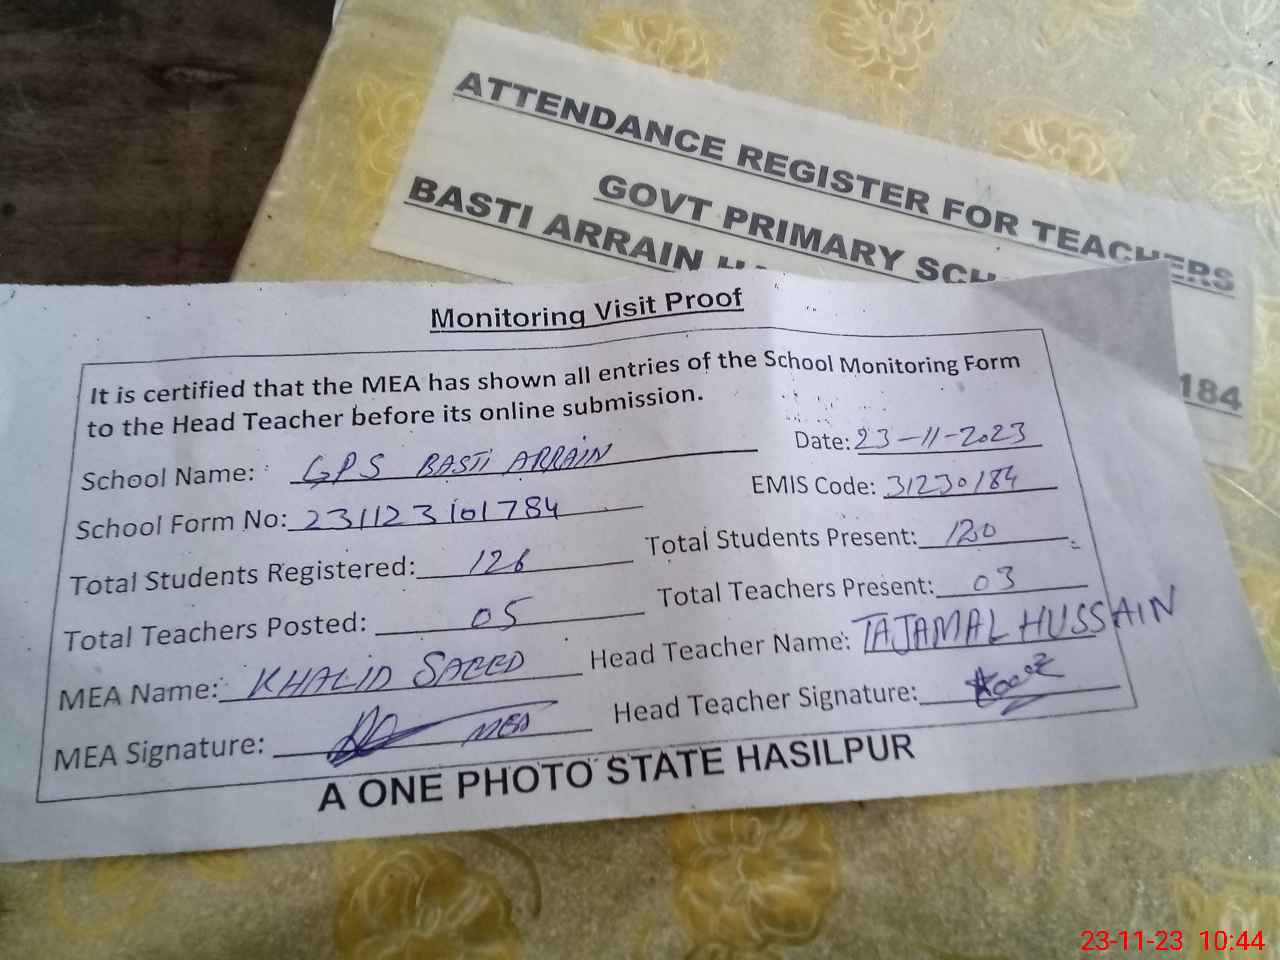 ATTENDANCE REGISTER FOR TEACHERS
GOVT PRIMARY
BASTI ARRAIN
184
Monitoring Visit Proof
It is certified that the MEA has shown all entries of the School Monitoring Form
to the Head Teacher before its online submission.
School Name: GPS BASTI ARRAIN Date: 23-11-2023
School Form No: 231123101784 EMIS Code: 31230184
Total Students Registered: 126 Total Students Present: 120
Total Teachers Posted: 05 Total Teachers Present: 03
MEA Name: KHALID SAEED Head Teacher Name: TAJAMAL HUSSAIN
MEA Signature: MEA Head Teacher Signature:
A ONE PHOTO STATE HASILPUR
23-11-23 10:44